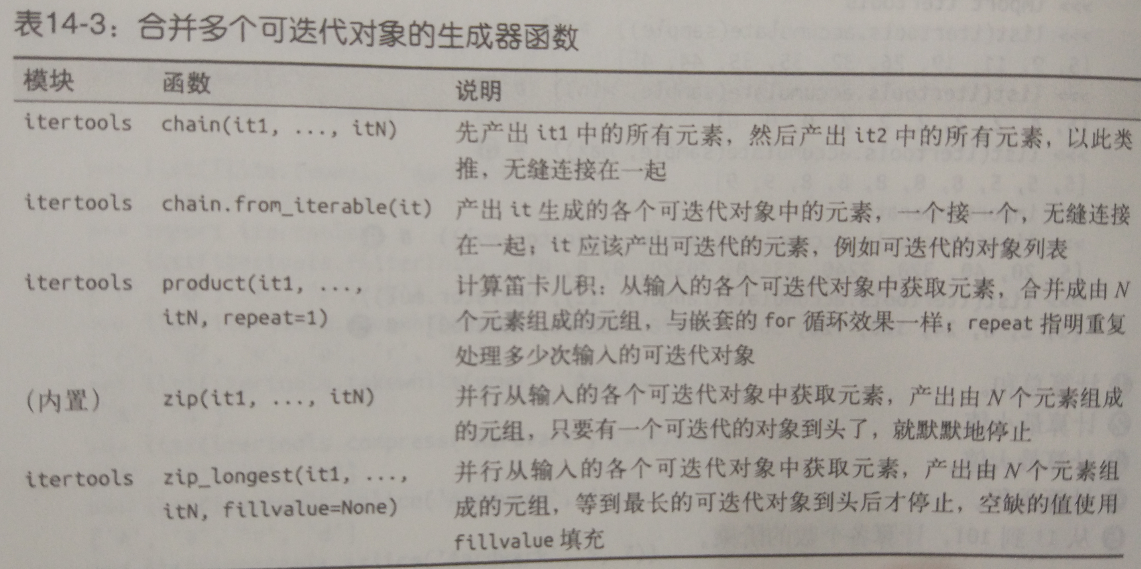 表14-3：合并多个可迭代对象的生成器函数
模块 函数 说明
itertools chain(it1, ..., itN) 先产出 it1 中的所有元素，然后产出 it2 中的所有元素，以此类
推，无缝连接在一起
itertools chain.from_iterable(it) 产出 it 生成的各个可迭代对象中的元素，一个接一个，无缝连接
在一起；it 应该产出可迭代的元素，例如可迭代的对象列表
itertools product(it1, ..., 计算笛卡儿积：从输入的各个可迭代对象中获取元素，合并成由 N
itN, repeat=1) 个元素组成的元组，与嵌套的 for 循环效果一样；repeat 指明重复
处理多少次输入的可迭代对象
（内置） zip(it1, ..., itN) 并行从输入的各个可迭代对象中获取元素，产出由 N 个元素组成
的元组，只要有一个可迭代的对象到头了，就默默地停止
itertools zip_longest(it1, ..., 并行从输入的各个可迭代对象中获取元素，产出由 N 个元素组
itN, fillvalue=None) 成的元组，等到最长的可迭代对象到头后才停止，空缺的值使用
fillvalue 填充